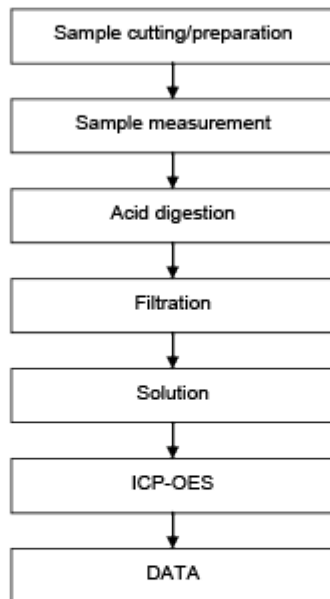 Sample cutting/preparation
Sample measurement
Acid digestion
Filtration
Solution
ICP-OES
DATA